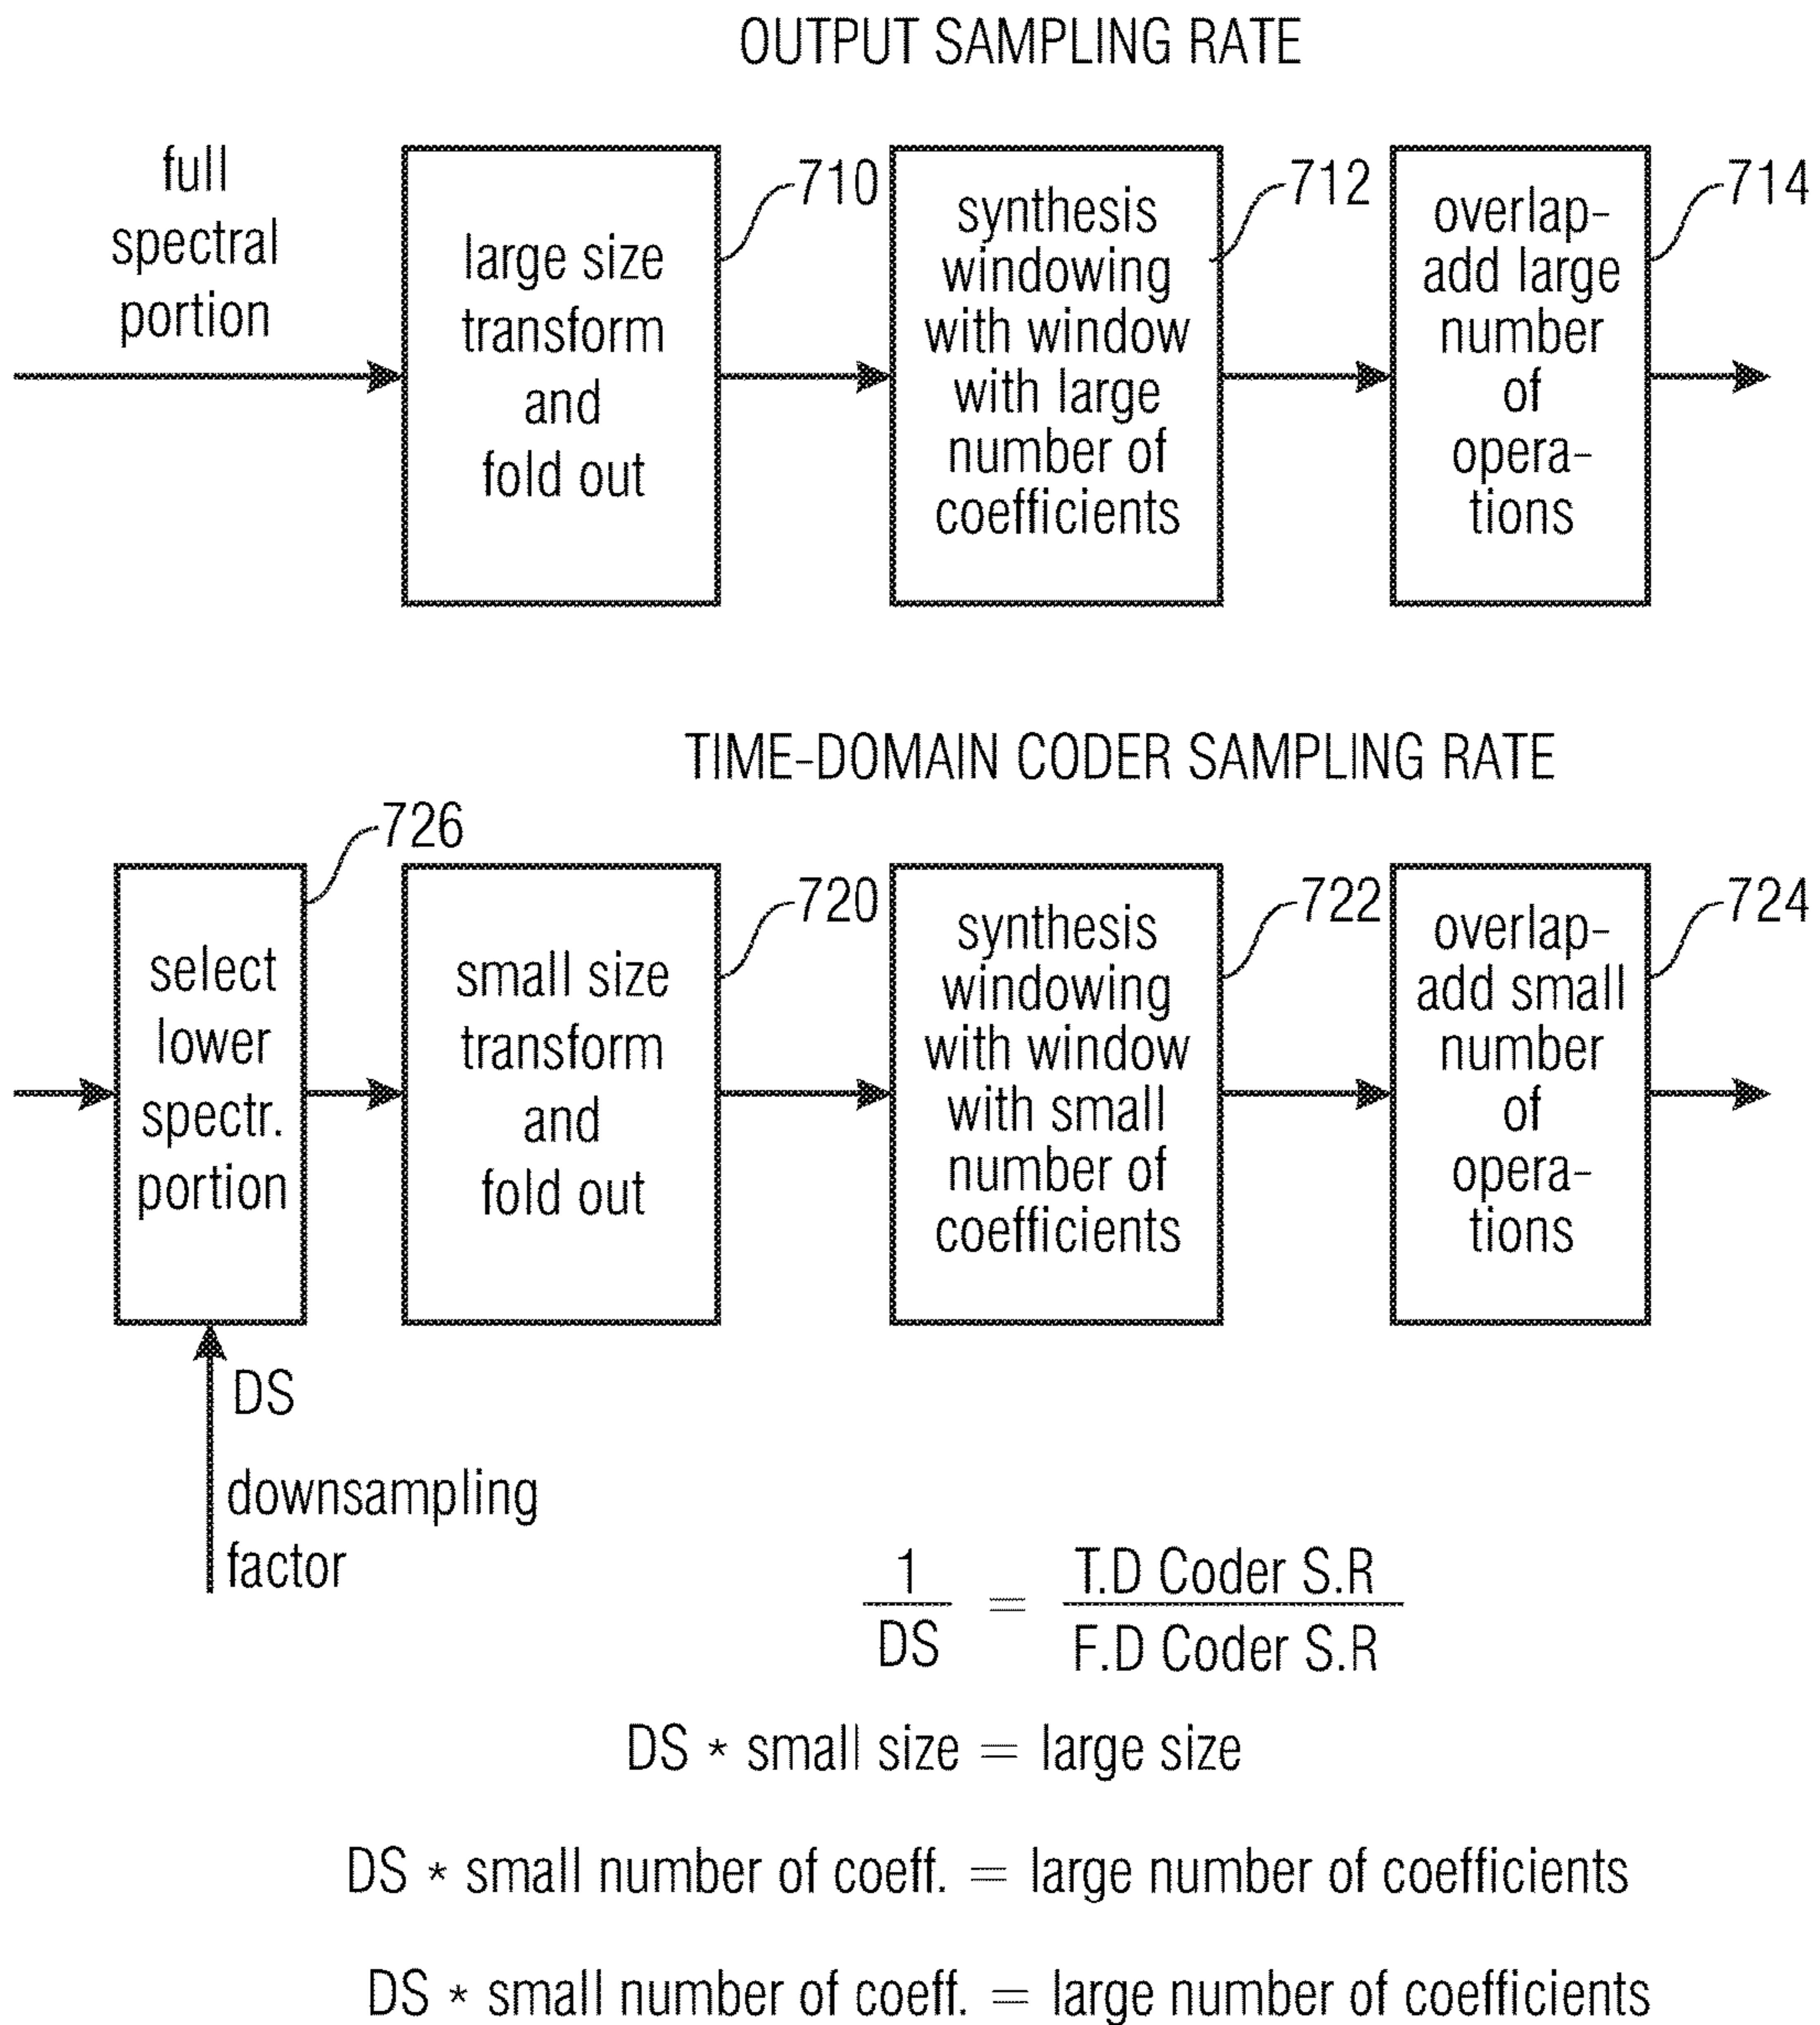 OUTPUT SAMPLING RATE
full
spectral
portion
large size
transform
and
fold out
710
synthesis
windowing
with window
with large
number of
coefficients
712
overlap-
add large
number
of
opera-
tions
714
TIME-DOMAIN CODER SAMPLING RATE
726
select
lower
spectr.
portion
small size
transform
and
fold out
720
synthesis
windowing
with window
with small
number of
coefficients
722
overlap-
add small
number
of
opera-
tions
724
DS
downsampling
factor
1
DS
=
T.D Coder S.R
F.D Coder S.R
DS * small size = large size
DS * small number of coeff. = large number of coefficients
DS * small number of coeff. = large number of coefficients